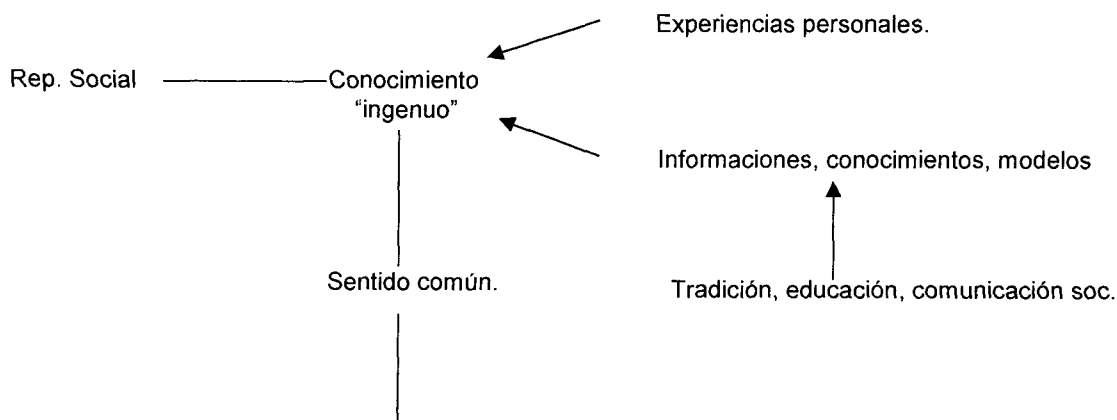 Experiencias personales.
Rep. Social
Conocimiento
"ingenuo"
Informaciones, conocimientos, modelos
Sentido común.
Tradición, educación, comunicación soc.